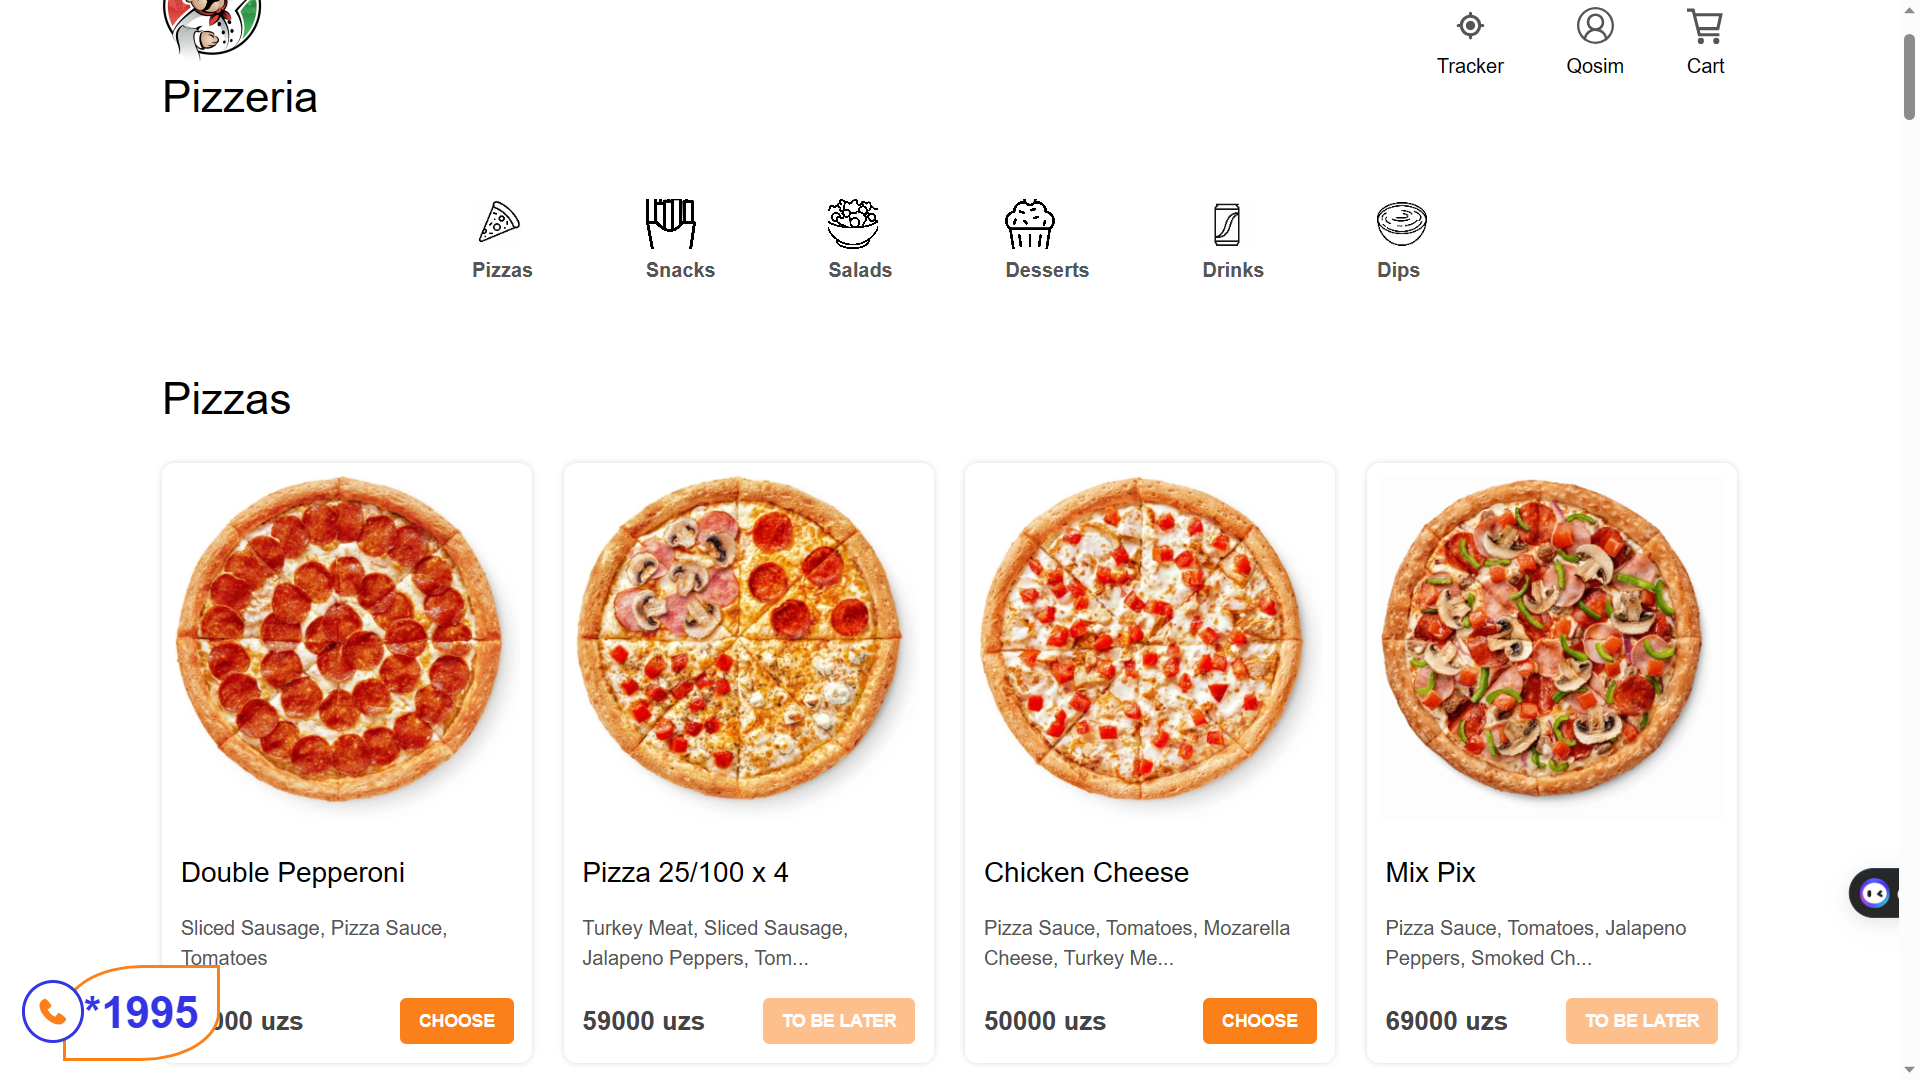 Tracker
Qosim
Cart
Pizzeria
Pizzas
Snacks
Salads
Desserts
Drinks
Dips
Pizzas
Double Pepperoni
Sliced Sausage, Pizza Sauce,
Tomatoes
000 uzs
CHOOSE
Pizza 25/100 x 4
Turkey Meat, Sliced Sausage,
Jalapeno Peppers, Tom...
59000 uzs
TO BE LATER
Chicken Cheese
Pizza Sauce, Tomatoes, Mozarella
Cheese, Turkey Me...
50000 uzs
CHOOSE
Mix Pix
Pizza Sauce, Tomatoes, Jalapeno
Peppers, Smoked Ch...
69000 uzs
TO BE LATER
*1995